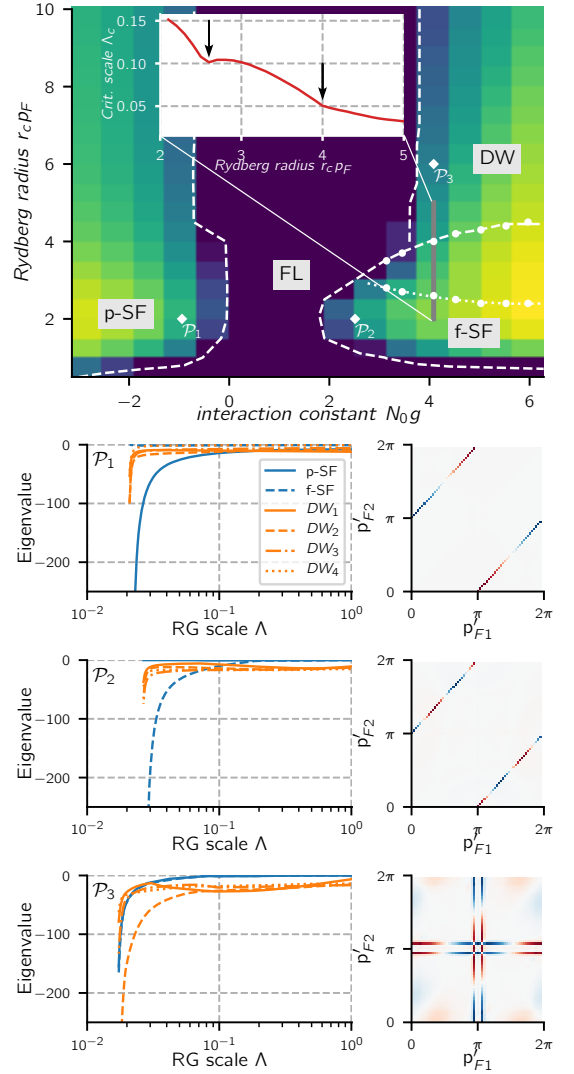 10
8
6
4
2
Rydberg radius r_c p_F
−2
0
2
4
6
interaction constant N_0 g
0.15
0.10
0.05
Crit. scale Λ_c
2
3
4
5
Rydberg radius r_c p_F
DW
𝒫_3
FL
p-SF
𝒫_1
𝒫_2
f-SF
0
−100
−200
Eigenvalue
𝒫_1
p-SF
f-SF
DW_1
DW_2
DW_3
DW_4
10^−2
10^−1
10^0
RG scale Λ
2π
π
0
p′_F2
0
π
2π
p′_F1
0
−100
−200
Eigenvalue
𝒫_2
10^−2
10^−1
10^0
RG scale Λ
2π
π
0
p′_F2
0
π
2π
p′_F1
0
−100
−200
Eigenvalue
𝒫_3
10^−2
10^−1
10^0
RG scale Λ
2π
π
0
p′_F2
0
π
2π
p′_F1